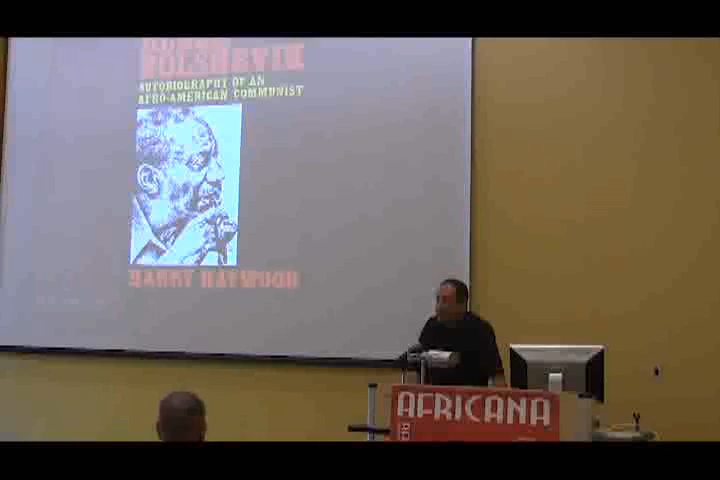 BOLSHEVIK
AUTOBIOGRAPHY OF AN
AFRO-AMERICAN COMMUNIST
HARRY HAYWOOD
AFRICANA